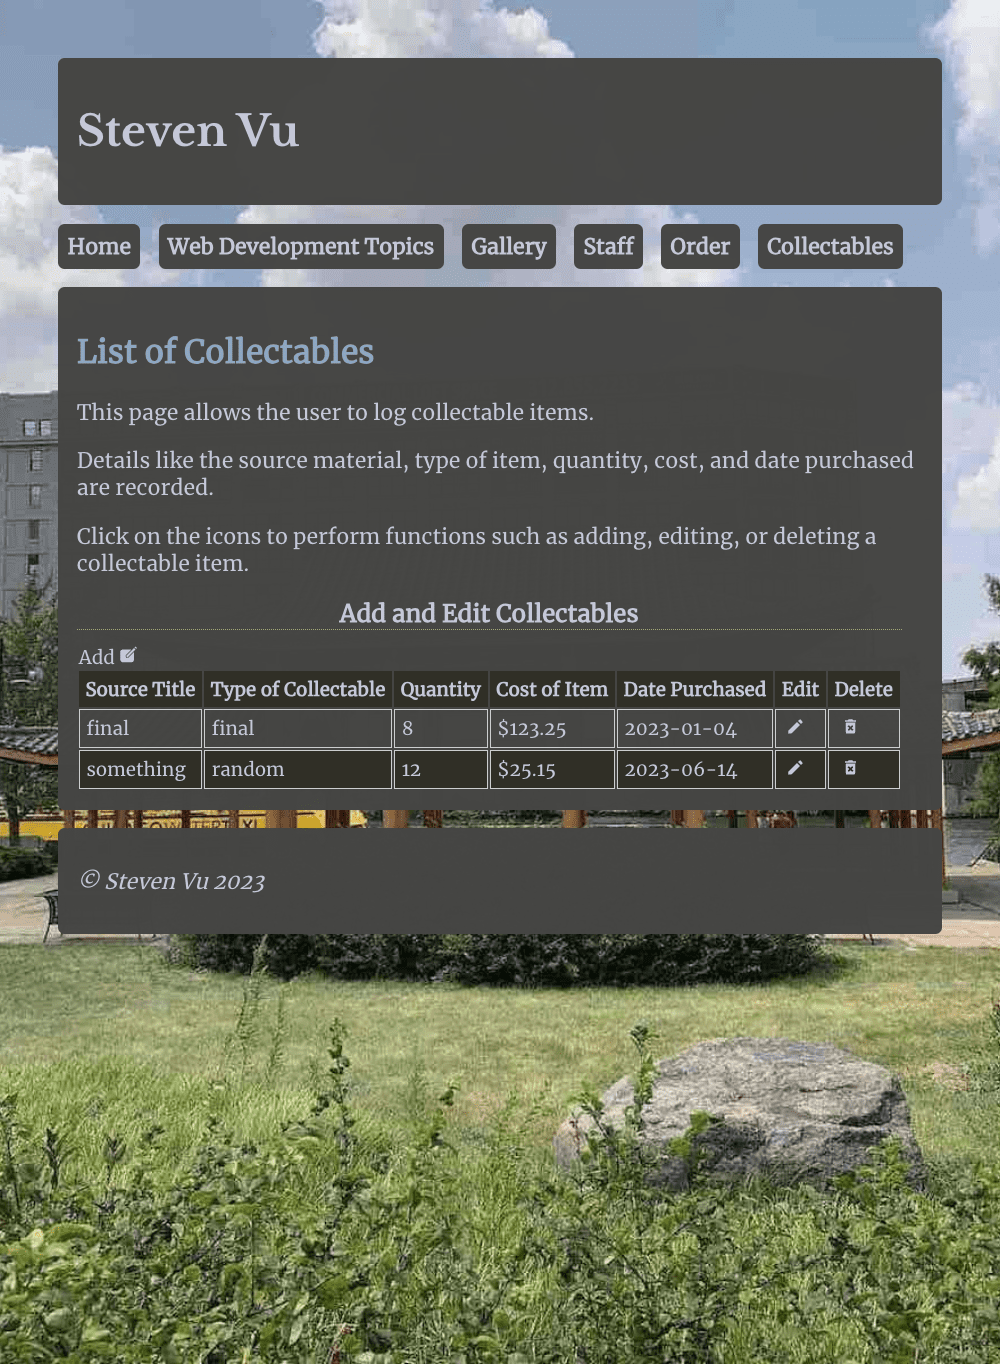 Steven Vu
Home Web Development Topics Gallery Staff Order Collectables
List of Collectables
This page allows the user to log collectable items.
Details like the source material, type of item, quantity, cost, and date purchased
are recorded.
Click on the icons to perform functions such as adding, editing, or deleting a
collectable item.
Add and Edit Collectables
Add
Source Title Type of Collectable Quantity Cost of Item Date Purchased Edit Delete
final final 8 $123.25 2023-01-04
something random 12 $25.15 2023-06-14
© Steven Vu 2023